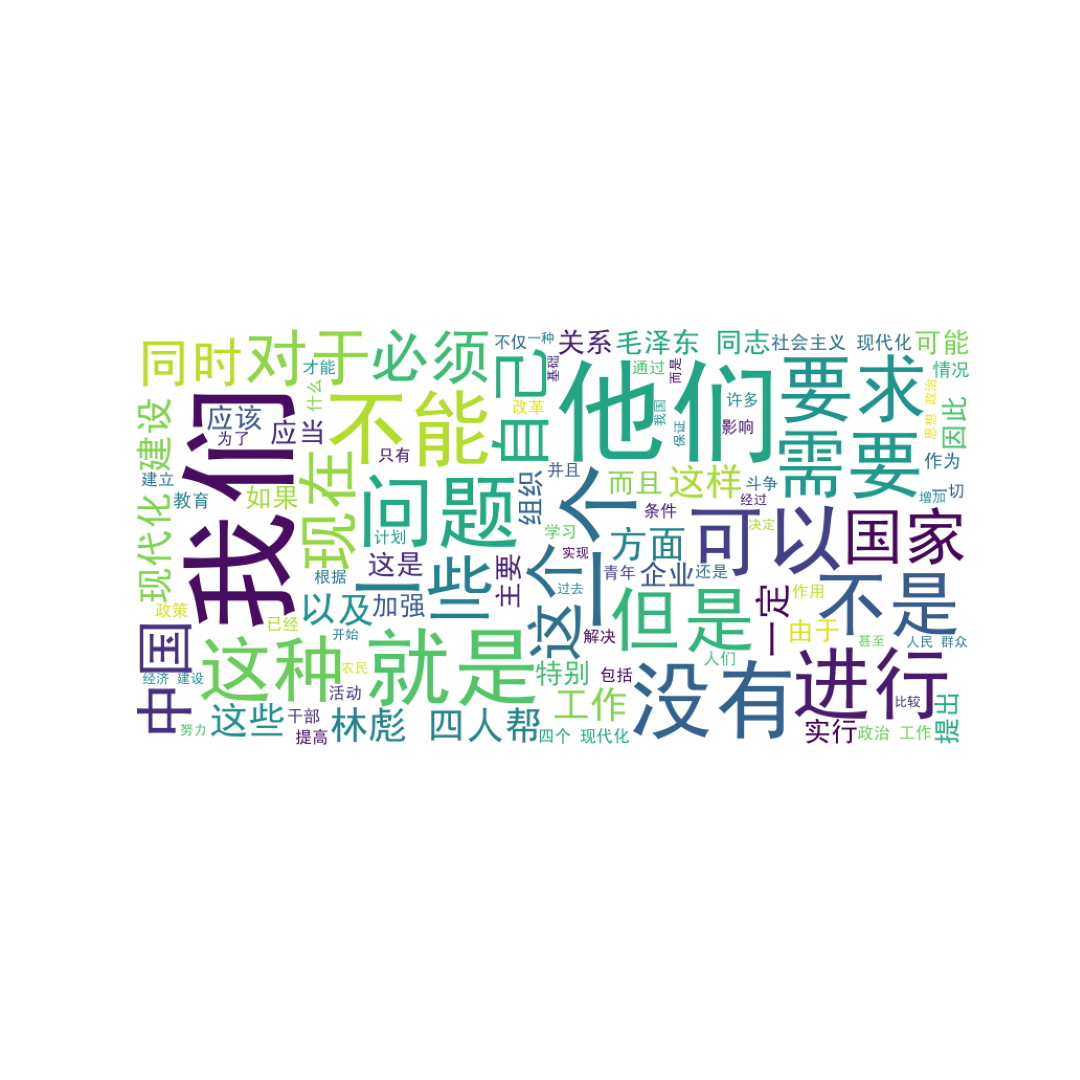 同时
对于
必须
自己
不仅
一种
关系
毛泽东 同志
社会主义 现代化
可能
才能
基础
通过
而是
情况
什么
不能
他们
要求
许多
我国
政治
思想
因此
应该
为了
应当
改革
保证
影响
现代化 建设
我们
只有
需要
作为
建立
教育
如果
现在
问题
组织
并且
而且
这样
斗争
增加
一切
经过
条件
可以
国家
计划
学习
一个
决定
方面
这是
主要
实现
根据
一些
这个
青年
企业
还是
过去
不是
政策
以及
加强
但是
一定
作用
已经
由于
开始
解决
中国
这种
就是
人们
甚至
人民 群众
经济 建设
农民
特别
包括
没有
进行
活动
工作
比较
努力
这些
干部
提高
林彪 四人帮
四个 现代化
实行
政治 工作
提出